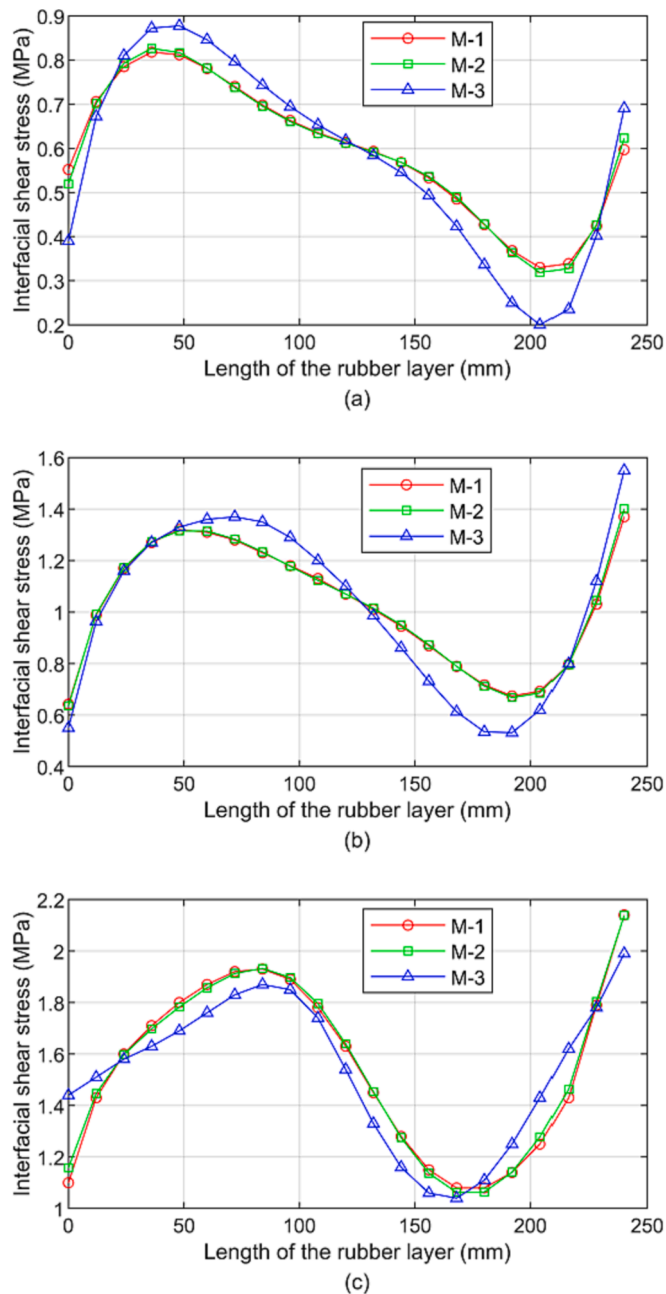 Interfacial shear stress (MPa)
0.9
0.8
0.7
0.6
0.5
0.4
0.3
0.2
M-1
M-2
M-3
0 50 100 150 200 250
Length of the rubber layer (mm)
(a)
Interfacial shear stress (MPa)
1.6
1.4
1.2
1
0.8
0.6
0.4
M-1
M-2
M-3
0 50 100 150 200 250
Length of the rubber layer (mm)
(b)
Interfacial shear stress (MPa)
2.2
2
1.8
1.6
1.4
1.2
1
M-1
M-2
M-3
0 50 100 150 200 250
Length of the rubber layer (mm)
(c)